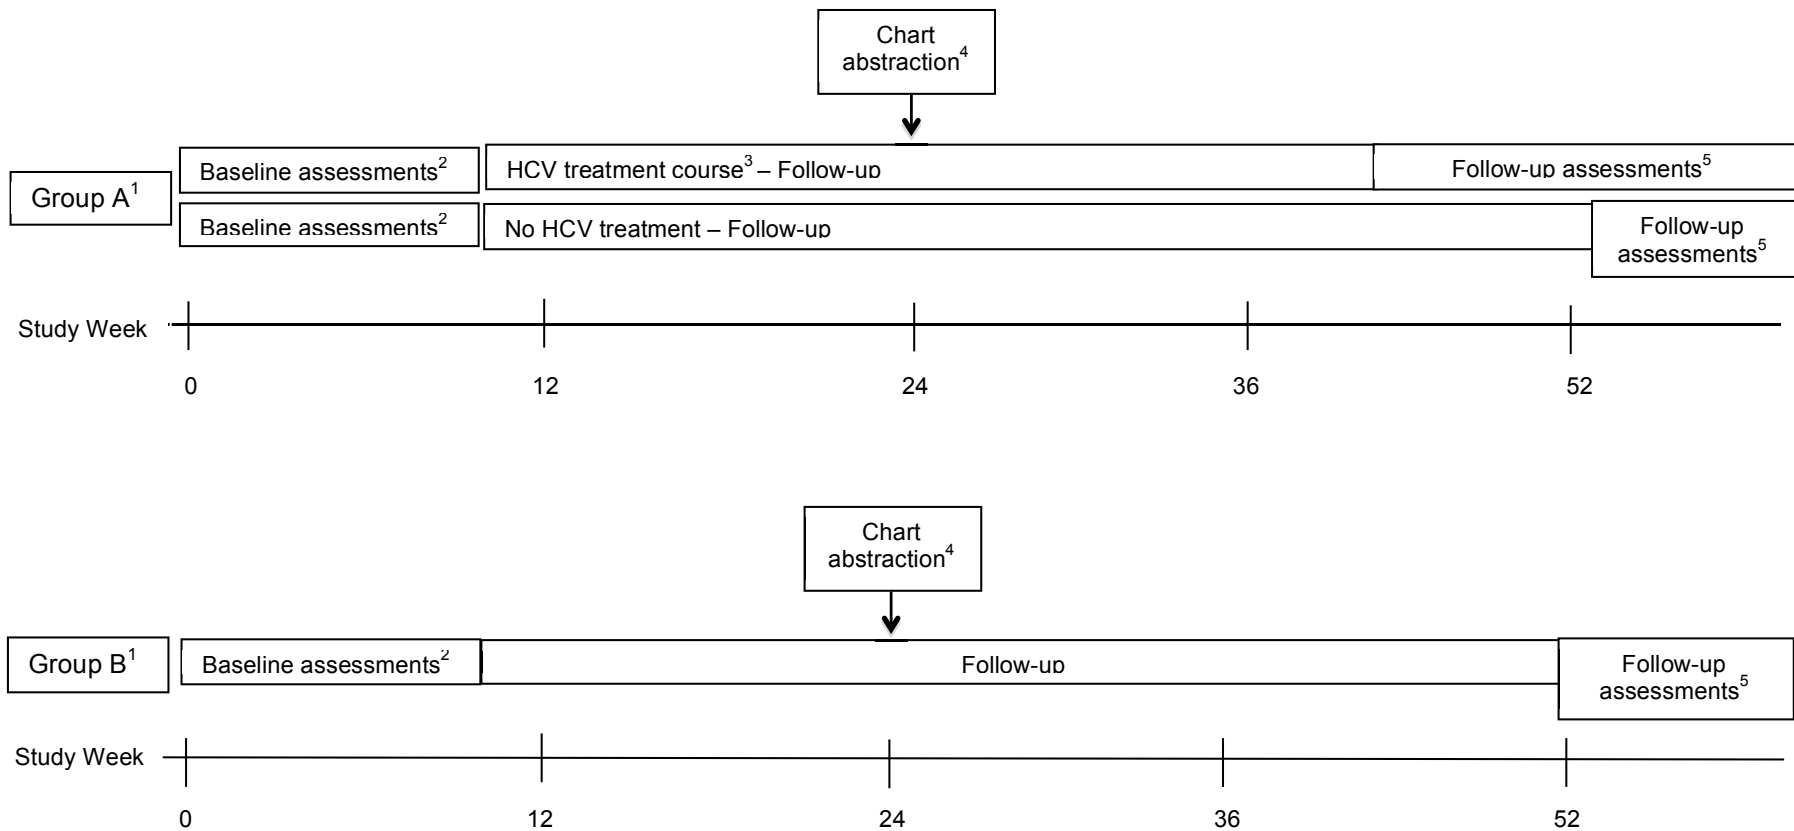 Chart
abstraction4
Group A1
Baseline assessments2
HCV treatment course3 – Follow-up
Follow-up assessments5
Baseline assessments2
No HCV treatment – Follow-up
Follow-up
assessments5
Study Week
0 12 24 36 52
Chart
abstraction4
Group B1
Baseline assessments2
Follow-up
Follow-up
assessments5
Study Week
0 12 24 36 52